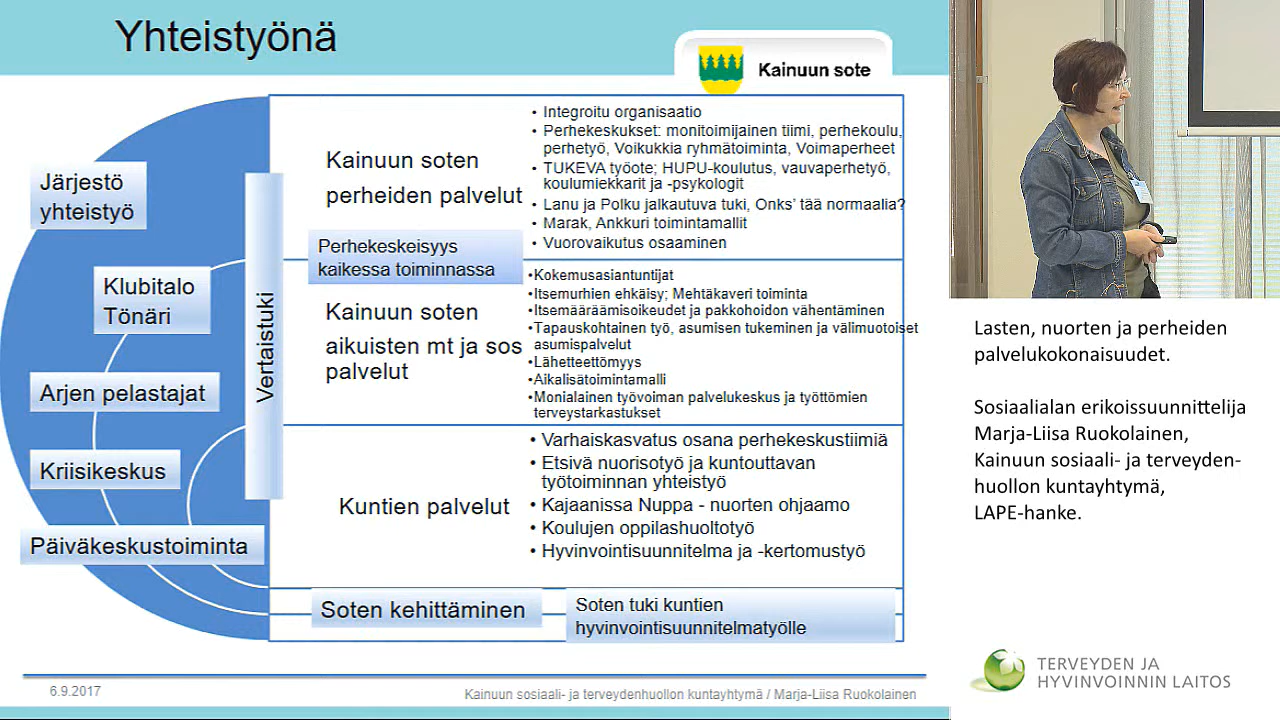 Yhteistyönä
Kainuun sote
Järjestö
yhteistyö
Klubitalo
Tönäri
Arjen pelastajat
Kriisikeskus
Päiväkeskustoiminta
Vertaistuki
Kainuun soten
perheiden palvelut
• Integroitu organisaatio
• Perhekeskukset: monitoimijainen tiimi, perhekoulu,
perhetyö, Voikukkia ryhmätoiminta, Voimaperheet
• TUKEVA työote; HUPU-koulutus, vauvaperhetyö,
koulumiekkarit ja -psykologit
• Lanu ja Polku jalkautuva tuki, Onks' tää normaalia?
• Marak, Ankkuri toimintamallit
• Vuorovaikutus osaaminen
Perhekeskeisyys
kaikessa toiminnassa
Kainuun soten
aikuisten mt ja sos
palvelut
•Kokemusasiantuntijat
•Itsemurhien ehkäisy; Mehtäkaveri toiminta
•Itsemääräämisoikeudet ja pakkohoidon vähentäminen
•Tapauskohtainen työ, asumisen tukeminen ja välimuotoiset
asumispalvelut
•Lähetteettömyys
•Aikalisätoimintamalli
•Monialainen työvoiman palvelukeskus ja työttömien
terveystarkastukset
Kuntien palvelut
• Varhaiskasvatus osana perhekeskustiimiä
• Etsivä nuorisotyö ja kuntouttavan
työtoiminnan yhteistyö
• Kajaanissa Nuppa - nuorten ohjaamo
• Koulujen oppilashuoltotyö
• Hyvinvointisuunnitelma ja -kertomustyö
Soten kehittäminen
Soten tuki kuntien
hyvinvointisuunnitelmatyölle
6.9.2017
Kainuun sosiaali- ja terveydenhuollon kuntayhtymä / Marja-Liisa Ruokolainen
Lasten, nuorten ja perheiden
palvelukokonaisuudet.
Sosiaalialan erikoissuunnittelija
Marja-Liisa Ruokolainen,
Kainuun sosiaali- ja terveyden-
huollon kuntayhtymä,
LAPE-hanke.
TERVEYDEN JA
HYVINVOINNIN LAITOS